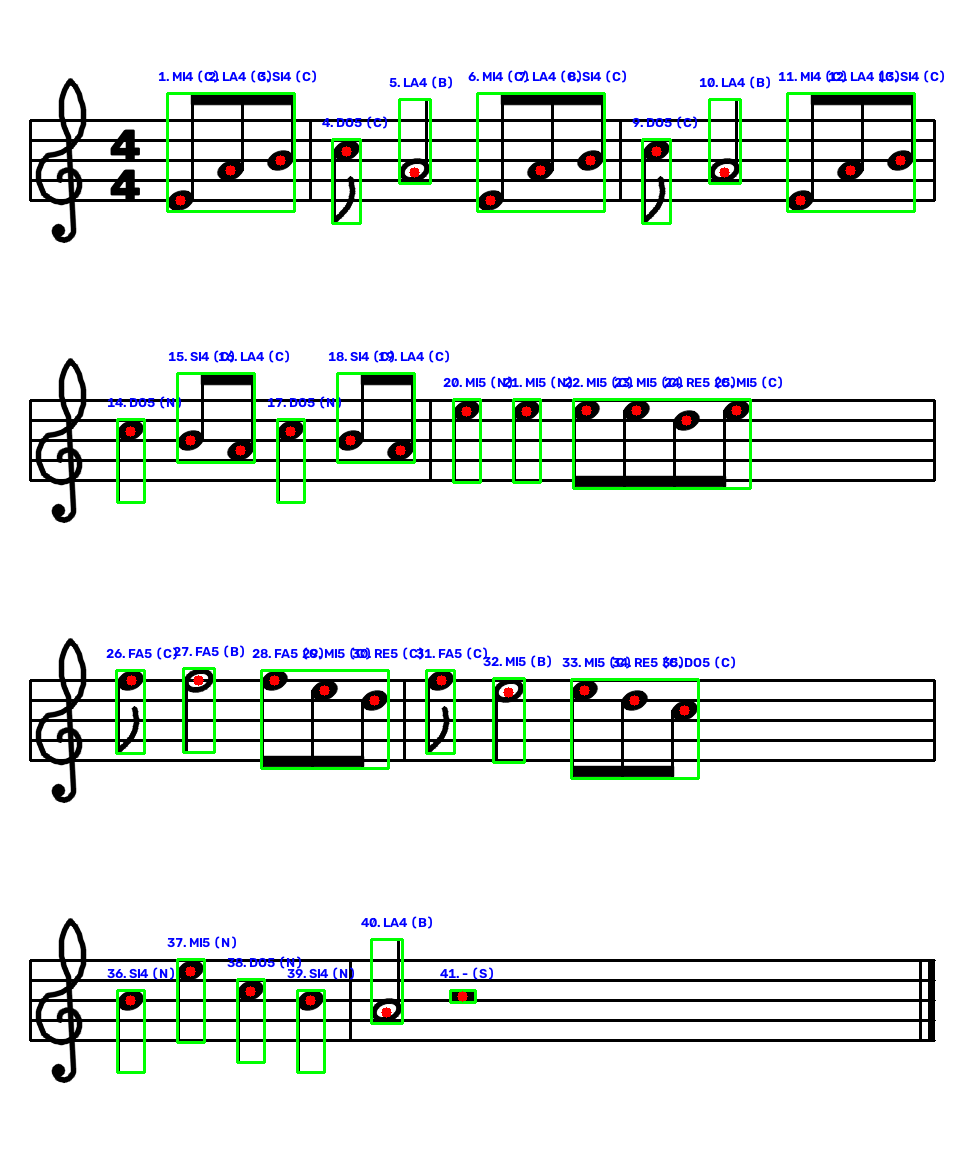 1. MI4 (C) 2. LA4 (C) 3. SI4 (C) 5. LA4 (B) 6. MI4 (C) 7. LA4 (C) 8. SI4 (C) 10. LA4 (B) 11. MI4 (C) 12. LA4 (C) 13. SI4 (C)
4. DO5 (C) 9. DO5 (C)
4
4
15. SI4 (C) 16. LA4 (C) 18. SI4 (C) 19. LA4 (C)
14. DO5 (N) 17. DO5 (N) 20. MI5 (N) 21. MI5 (N) 22. MI5 (C) 23. MI5 (C) 24. RE5 (C) 25. MI5 (C)
26. FA5 (C) 27. FA5 (B) 28. FA5 (C) 29. MI5 (C) 30. RE5 (C) 31. FA5 (C) 32. MI5 (B) 33. MI5 (C) 34. RE5 (C) 35. DO5 (C)
40. LA4 (B)
37. MI5 (N)
38. DO5 (N)
36. SI4 (N) 39. SI4 (N) 41. - (S)